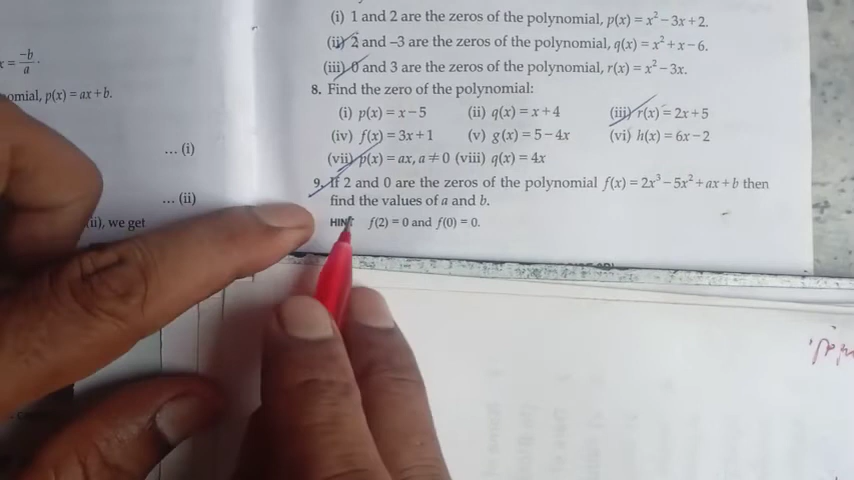 (i) 1 and 2 are the zeros of the polynomial, p(x) = x² − 3x + 2.
(ii) 2 and −3 are the zeros of the polynomial, q(x) = x² + x − 6.
(iii) 0 and 3 are the zeros of the polynomial, r(x) = x² − 3x.
8. Find the zero of the polynomial:
(i) p(x) = x − 5 (ii) q(x) = x + 4 (iii) r(x) = 2x + 5
(iv) f(x) = 3x + 1 (v) g(x) = 5 − 4x (vi) h(x) = 6x − 2
(vii) p(x) = ax, a ≠ 0 (viii) q(x) = 4x
9. If 2 and 0 are the zeros of the polynomial f(x) = 2x³ − 5x² + ax + b then
find the values of a and b.
HINT f(2) = 0 and f(0) = 0.
x = −b/a.
omial, p(x) = ax + b.
... (i)
... (ii)
(ii), we get